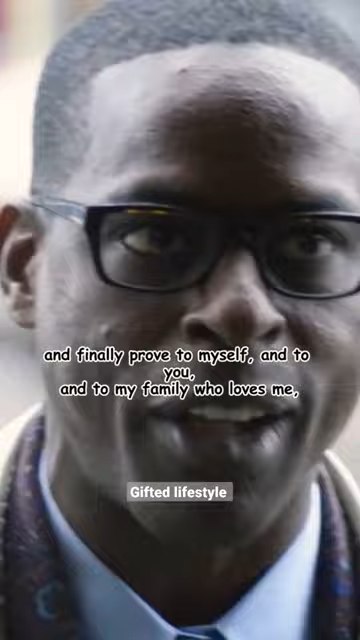 and finally prove to myself, and to
you,
and to my family who loves me,
Gifted lifestyle